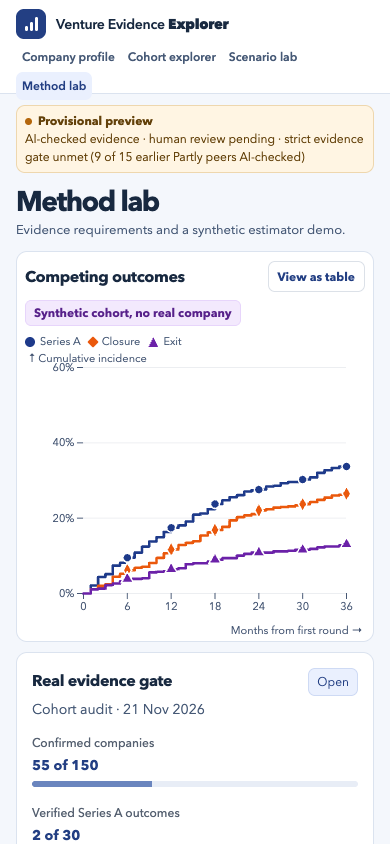 Venture Evidence Explorer
Company profile Cohort explorer Scenario lab
Method lab
Provisional preview
AI-checked evidence · human review pending · strict evidence
gate unmet (9 of 15 earlier Partly peers AI-checked)
Method lab
Evidence requirements and a synthetic estimator demo.
Competing outcomes
View as table
Synthetic cohort, no real company
Series A Closure Exit
↑ Cumulative incidence
60%
40%
20%
0%
0 6 12 18 24 30 36
Months from first round →
Real evidence gate
Open
Cohort audit · 21 Nov 2026
Confirmed companies
55 of 150
Verified Series A outcomes
2 of 30